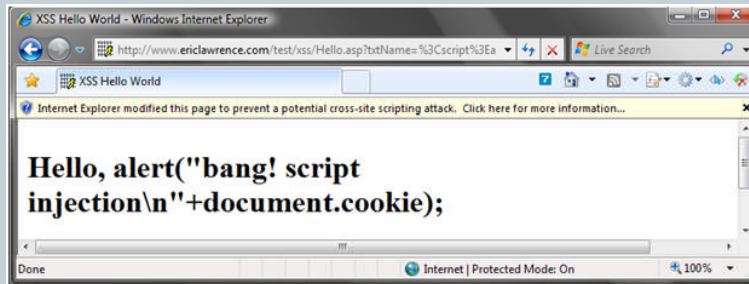 XSS Hello World - Windows Internet Explorer
http://www.ericlawrence.com/test/xss/Hello.asp?txtName=%3Cscript%3Ea
Live Search
XSS Hello World
Internet Explorer modified this page to prevent a potential cross-site scripting attack. Click here for more information...
Hello, alert("bang! script
injection\n"+document.cookie);
Done
Internet | Protected Mode: On
100%